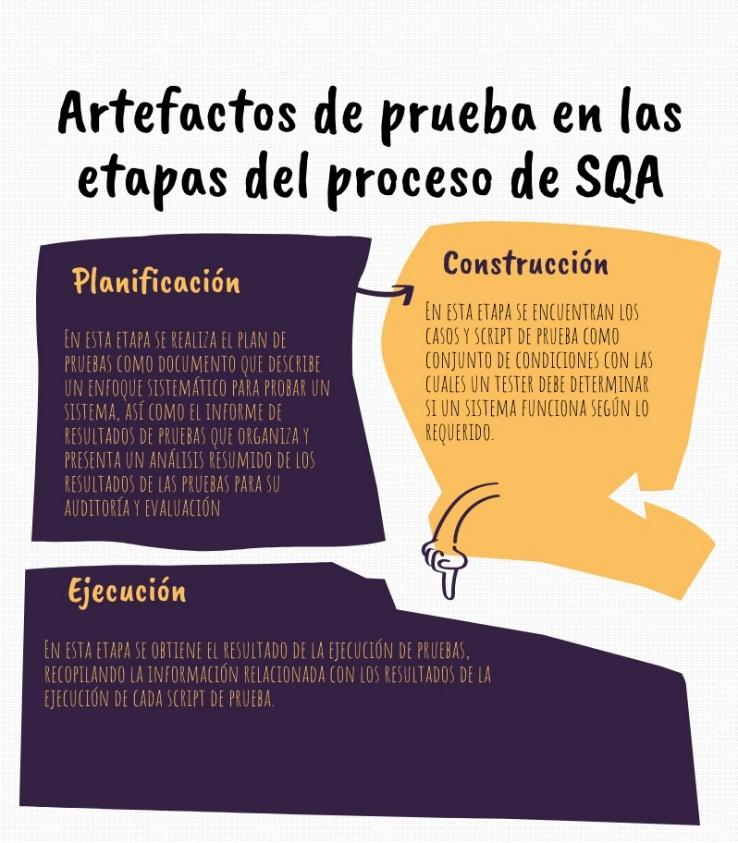 Artefactos de prueba en las
etapas del proceso de SQA
Planificación
En esta etapa se realiza el plan de
pruebas como documento que describe
un enfoque sistemático para probar un
sistema, así como el informe de
resultados de pruebas que organiza y
presenta un análisis resumido de los
resultados de las pruebas para su
auditoría y evaluación
Construcción
En esta etapa se encuentran los
casos y script de prueba como
conjunto de condiciones con las
cuales un tester debe determinar
si un sistema funciona según lo
requerido.
Ejecución
En esta etapa se obtiene el resultado de la ejecución de pruebas,
recopilando la información relacionada con los resultados de la
ejecución de cada script de prueba.